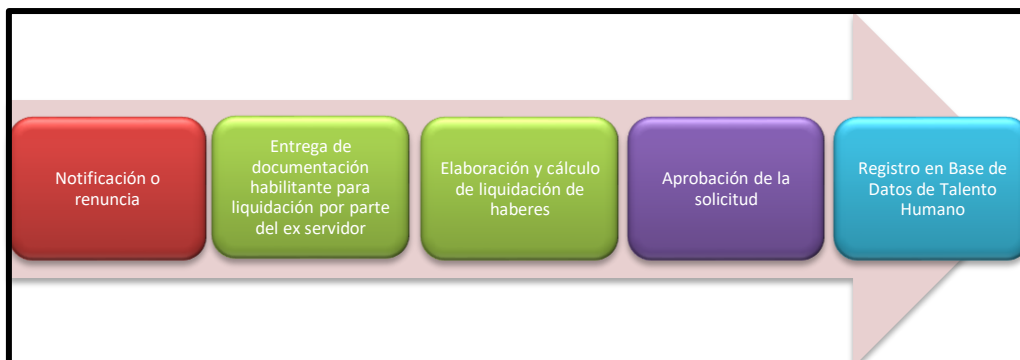 Notificación o
renuncia
Entrega de
documentación
habilitante para
liquidación por parte
del ex servidor
Elaboración y cálculo
de liquidación de
haberes
Aprobación de la
solicitud
Registro en Base de
Datos de Talento
Humano